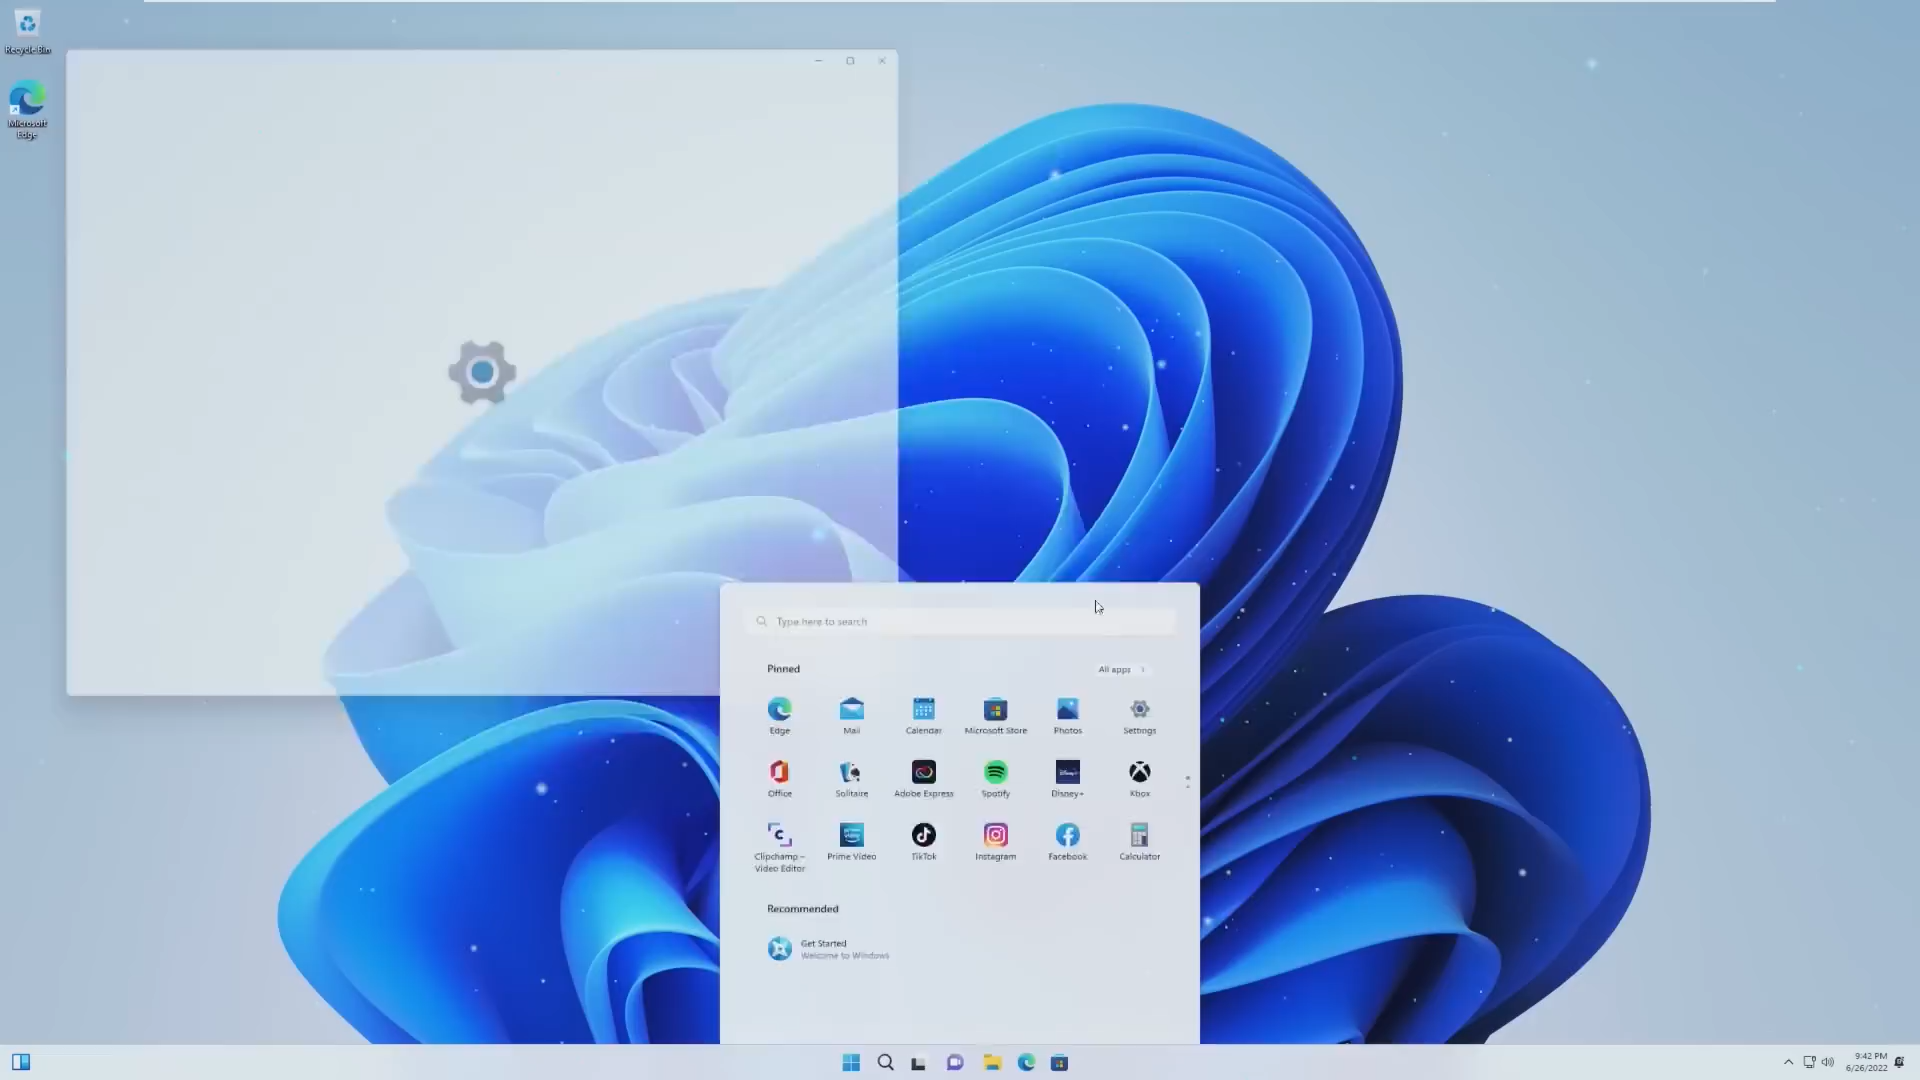 Recycle Bin
Microsoft
Edge
Type here to search
Pinned
All apps
Edge
Mail
Calendar
Microsoft Store
Photos
Settings
Office
Solitaire
Adobe Express
Spotify
Disney+
Xbox
Clipchamp –
Video Editor
Prime Video
TikTok
Instagram
Facebook
Calculator
Recommended
Get Started
Welcome to Windows
9:42 PM
6/26/2022